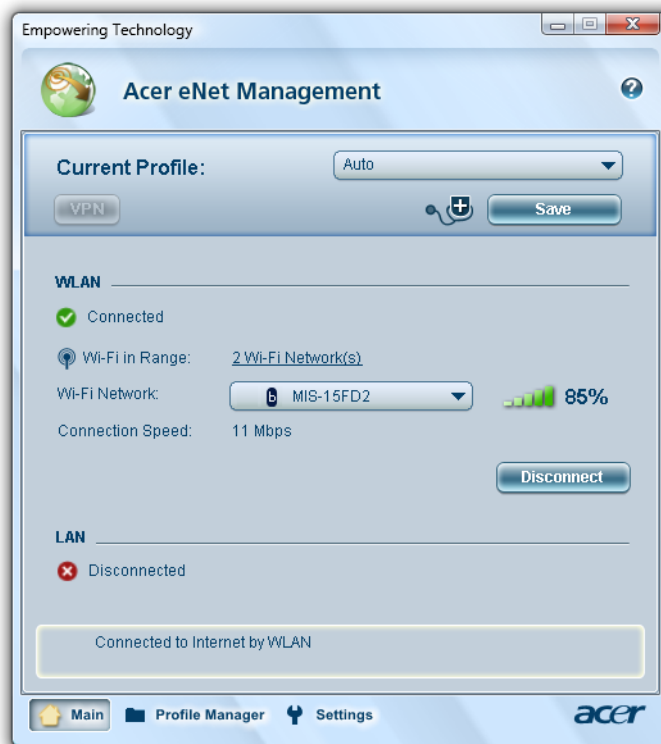 Empowering Technology
Acer eNet Management
?
Current Profile: Auto
VPN Save
WLAN
Connected
Wi-Fi in Range: 2 Wi-Fi Network(s)
Wi-Fi Network: b MIS-15FD2 85%
Connection Speed: 11 Mbps
Disconnect
LAN
Disconnected
Connected to Internet by WLAN
Main Profile Manager Settings acer